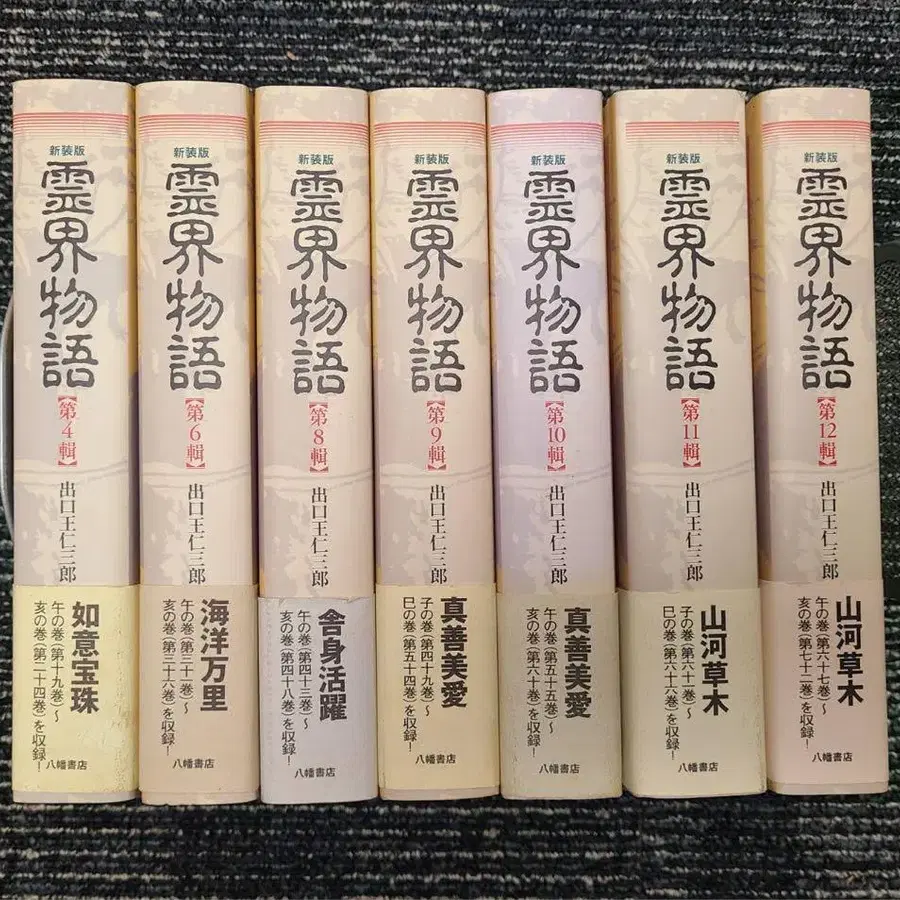 新装版
霊界物語
【第4輯】
出口王仁三郎
如意宝珠
午の巻(第十九巻)~
亥の巻(第二十四巻)を収録!
八幡書店
新装版
霊界物語
【第6輯】
出口王仁三郎
海洋万里
午の巻(第三十一巻)~
亥の巻(第三十六巻)を収録!
八幡書店
新装版
霊界物語
【第8輯】
出口王仁三郎
舎身活躍
午の巻(第四十三巻)~
亥の巻(第四十八巻)を収録!
八幡書店
新装版
霊界物語
【第9輯】
出口王仁三郎
真善美愛
子の巻(第四十九巻)~
巳の巻(第五十四巻)を収録!
八幡書店
新装版
霊界物語
【第10輯】
出口王仁三郎
真善美愛
午の巻(第五十五巻)~
亥の巻(第六十巻)を収録!
八幡書店
新装版
霊界物語
【第11輯】
出口王仁三郎
山河草木
子の巻(第六十一巻)~
巳の巻(第六十六巻)を収録!
八幡書店
新装版
霊界物語
【第12輯】
出口王仁三郎
山河草木
午の巻(第六十七巻)~
亥の巻(第七十二巻)を収録!
八幡書店